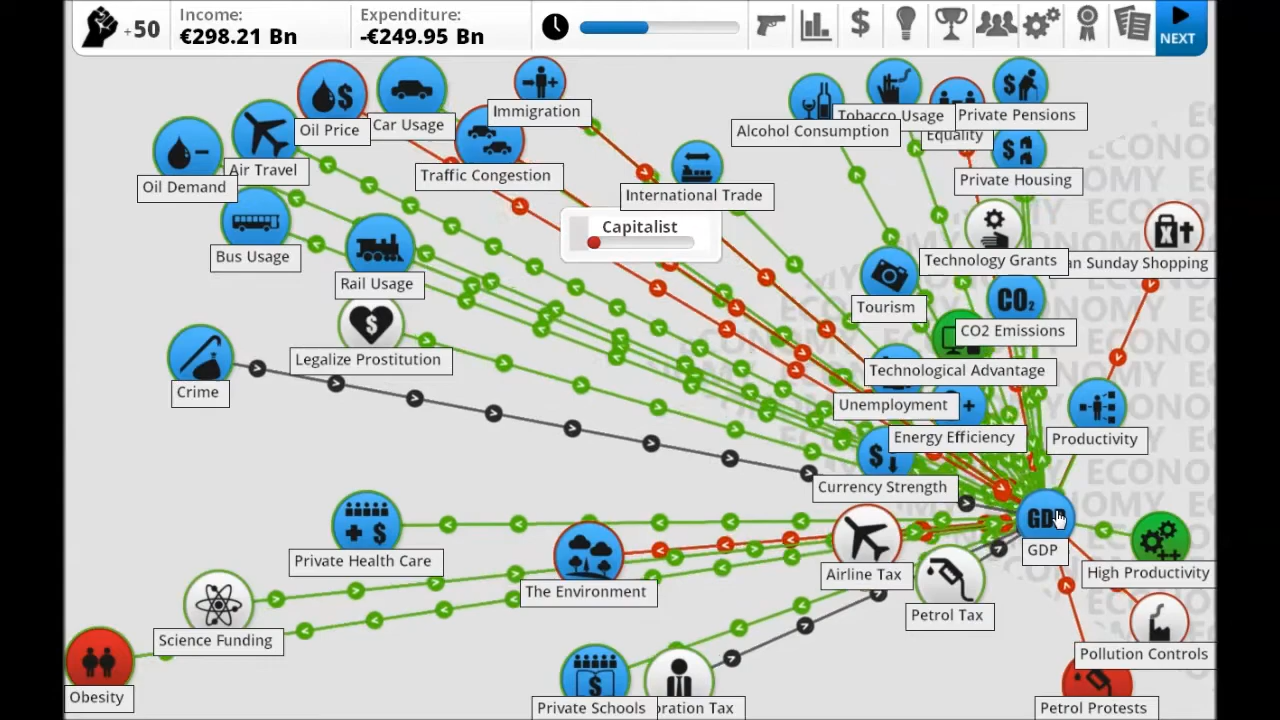 +50
Income:
€298.21 Bn
Expenditure:
-€249.95 Bn
$
NEXT
Immigration
Oil Price
Car Usage
Alcohol Consumption
Tobacco Usage
Private Pensions
Equality
Air Travel
Traffic Congestion
Oil Demand
International Trade
Private Housing
Capitalist
Bus Usage
Rail Usage
Technology Grants
an Sunday Shopping
Tourism
CO2
CO2 Emissions
Legalize Prostitution
Technological Advantage
Crime
Unemployment
Energy Efficiency
Productivity
Currency Strength
GDP
GDP
Private Health Care
Airline Tax
High Productivity
The Environment
Petrol Tax
Science Funding
Pollution Controls
Obesity
Private Schools
oration Tax
Petrol Protests
ECONOMY